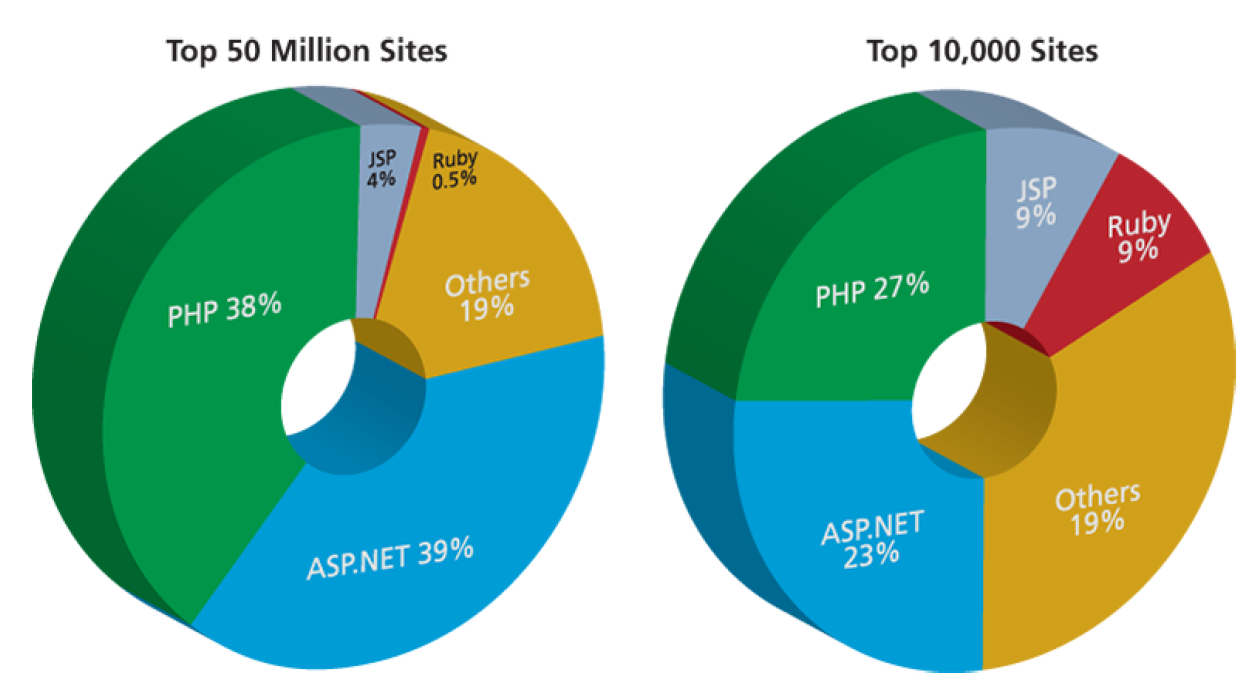 Top 50 Million Sites
JSP
4%
Ruby
0.5%
Others
19%
PHP 38%
ASP.NET 39%
Top 10,000 Sites
JSP
9%
Ruby
9%
PHP 27%
Others
19%
ASP.NET
23%